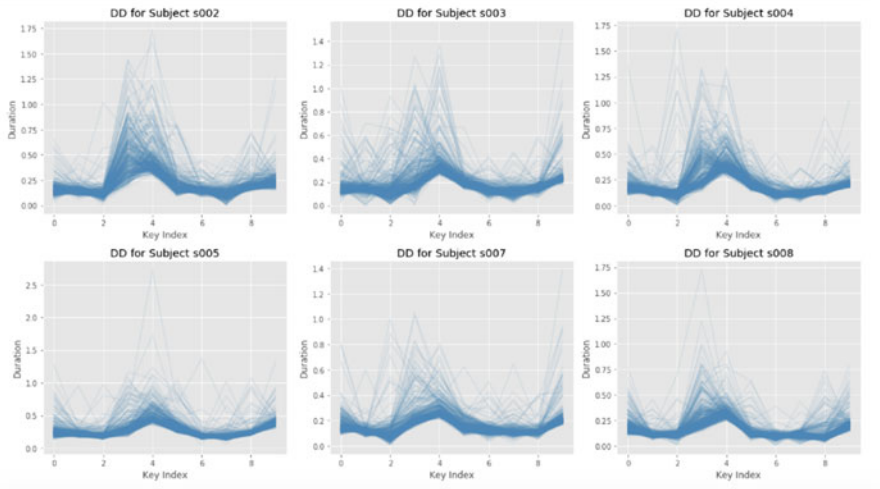 DD for Subject s002
DD for Subject s003
DD for Subject s004
1.75
1.50
1.25
1.00
0.75
0.50
0.25
0.00
Duration
0 2 4 6 8
Key Index
1.4
1.2
1.0
0.8
0.6
0.4
0.2
0.0
Duration
0 2 4 6 8
Key Index
1.75
1.50
1.25
1.00
0.75
0.50
0.25
0.00
Duration
0 2 4 6 8
Key Index
DD for Subject s005
DD for Subject s007
DD for Subject s008
2.5
2.0
1.5
1.0
0.5
0.0
Duration
0 2 4 6 8
Key Index
1.4
1.2
1.0
0.8
0.6
0.4
0.2
0.0
Duration
0 2 4 6 8
Key Index
1.75
1.50
1.25
1.00
0.75
0.50
0.25
0.00
Duration
0 2 4 6 8
Key Index